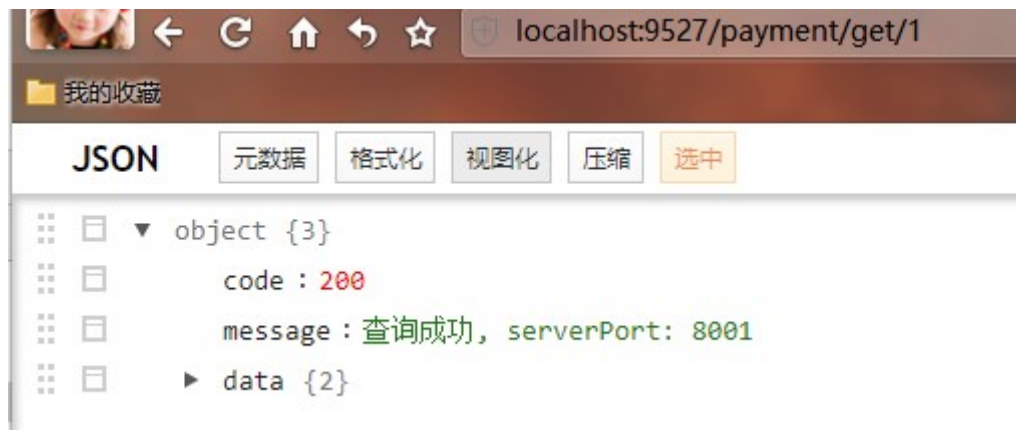 localhost:9527/payment/get/1
我的收藏
JSON 元数据 格式化 视图化 压缩 选中
object {3}
code : 200
message : 查询成功, serverPort: 8001
data {2}